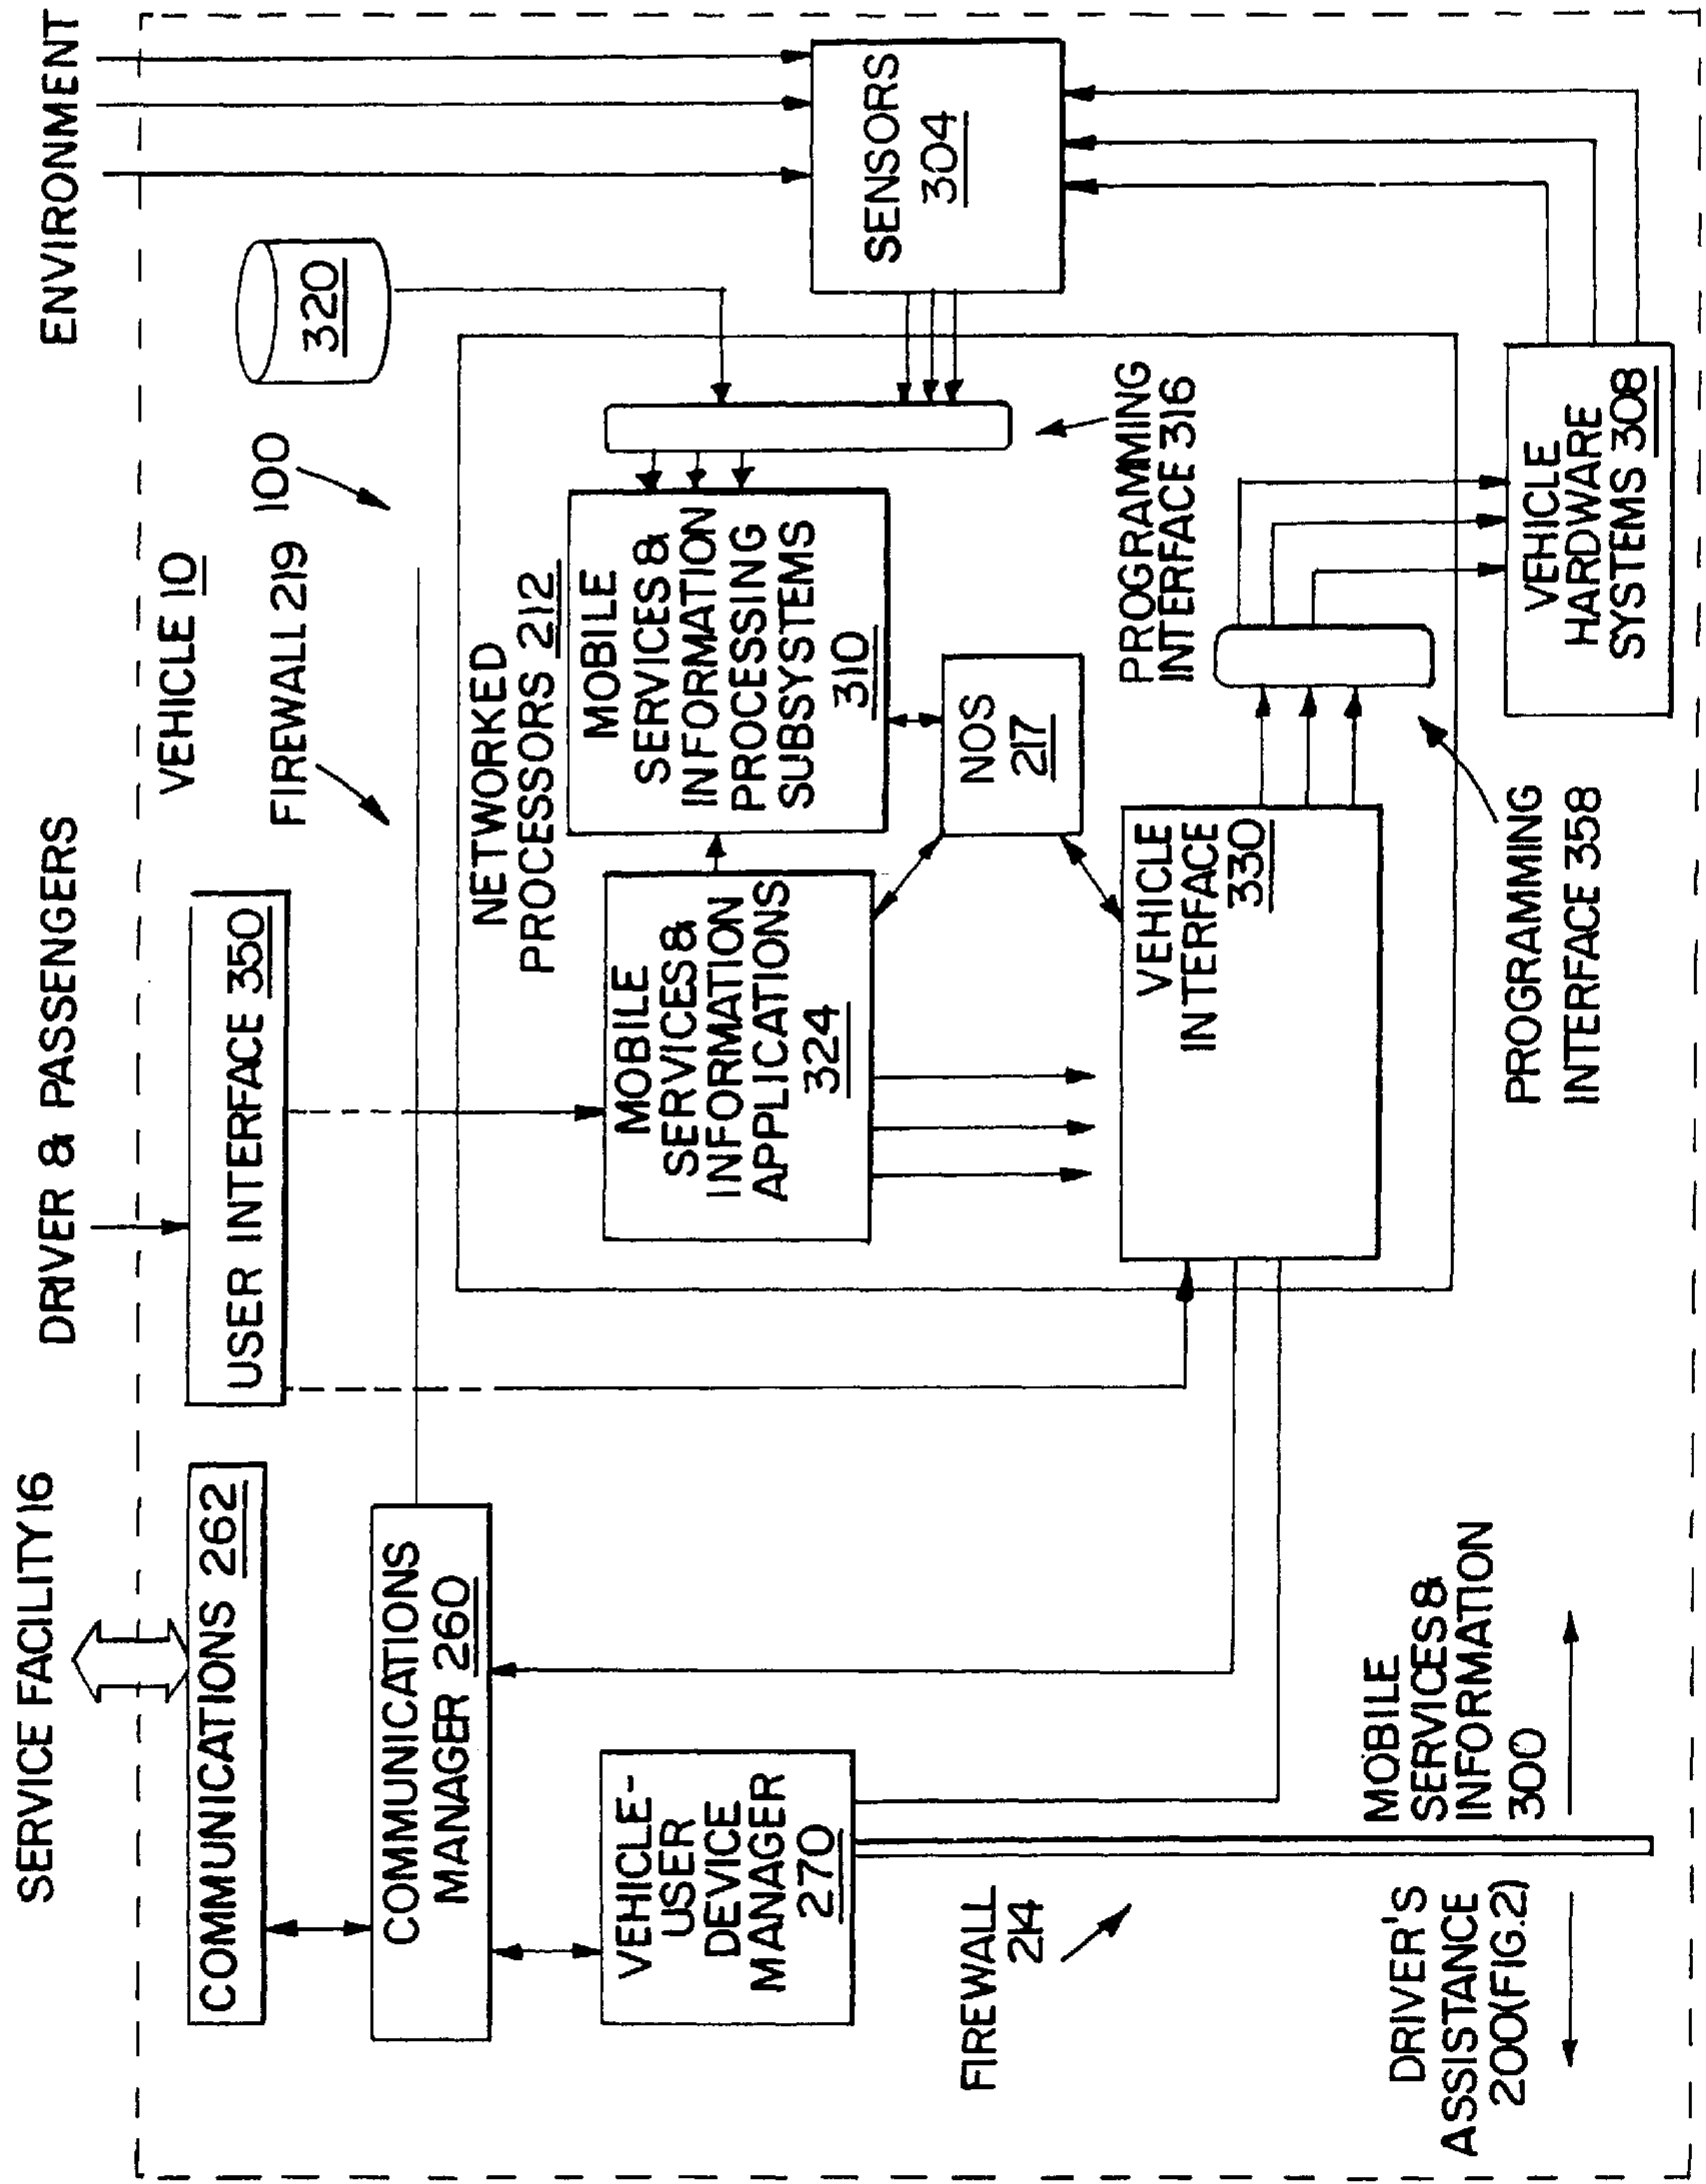 SERVICE FACILITY 16
DRIVER & PASSENGERS
ENVIRONMENT
VEHICLE 10
COMMUNICATIONS 262
USER INTERFACE 350
FIREWALL 219
100
320
COMMUNICATIONS
MANAGER 260
NETWORKED
PROCESSORS 212
VEHICLE-
USER
DEVICE
MANAGER
270
MOBILE
SERVICES &
INFORMATION
APPLICATIONS
324
MOBILE
SERVICES &
INFORMATION
PROCESSING
SUBSYSTEMS
310
SENSORS
304
NOS
217
FIREWALL
214
VEHICLE
INTERFACE
330
PROGRAMMING
INTERFACE 316
DRIVER'S
ASSISTANCE
200(FIG.2)
MOBILE
SERVICES &
INFORMATION
300
PROGRAMMING
INTERFACE 358
VEHICLE
HARDWARE
SYSTEMS 308